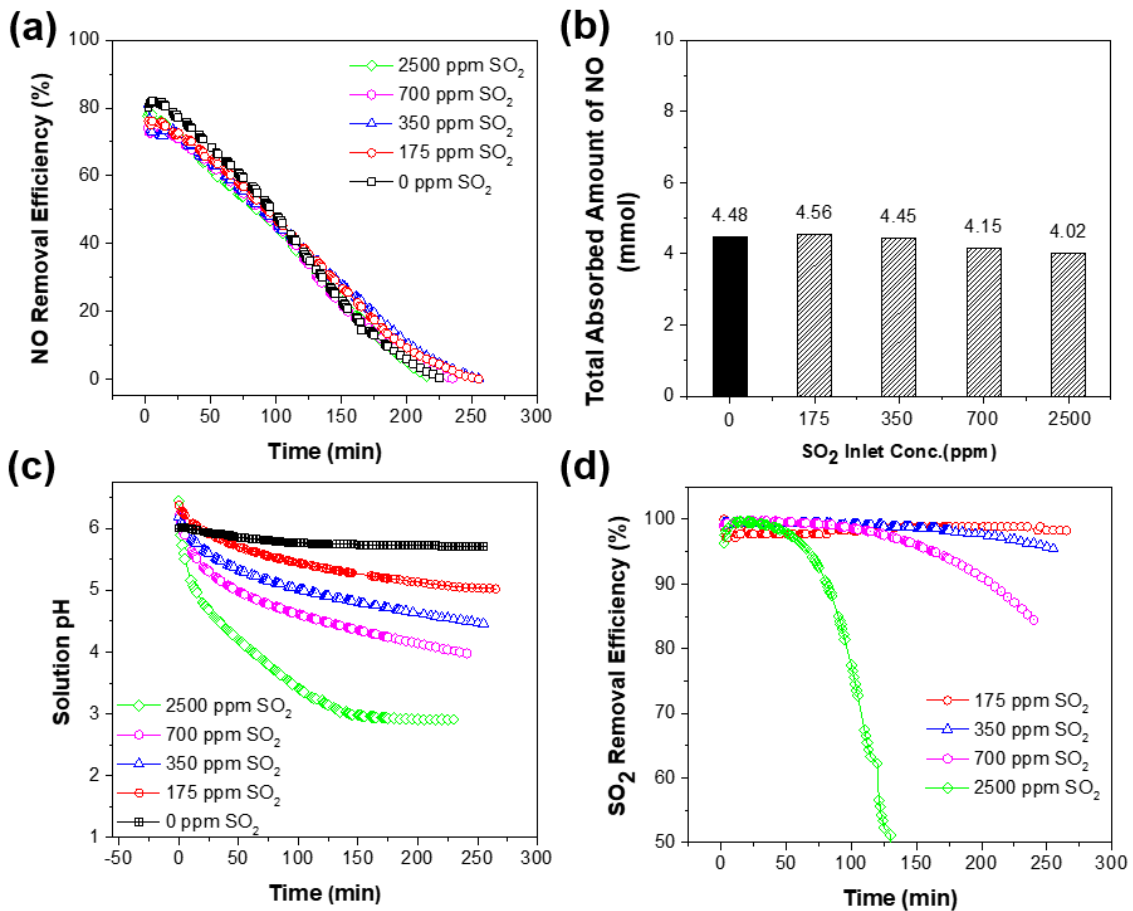 (a)
NO Removal Efficiency (%)
100
80
60
40
20
0
2500 ppm SO2
700 ppm SO2
350 ppm SO2
175 ppm SO2
0 ppm SO2
0 50 100 150 200 250 300
Time (min)
(b)
Total Absorbed Amount of NO
(mmol)
10
8
6
4
2
0
4.48 4.56 4.45 4.15 4.02
0 175 350 700 2500
SO2 Inlet Conc.(ppm)
(c)
Solution pH
6
5
4
3
2
1
2500 ppm SO2
700 ppm SO2
350 ppm SO2
175 ppm SO2
0 ppm SO2
-50 0 50 100 150 200 250 300
Time (min)
(d)
SO2 Removal Efficiency (%)
100
90
80
70
60
50
175 ppm SO2
350 ppm SO2
700 ppm SO2
2500 ppm SO2
0 50 100 150 200 250 300
Time (min)